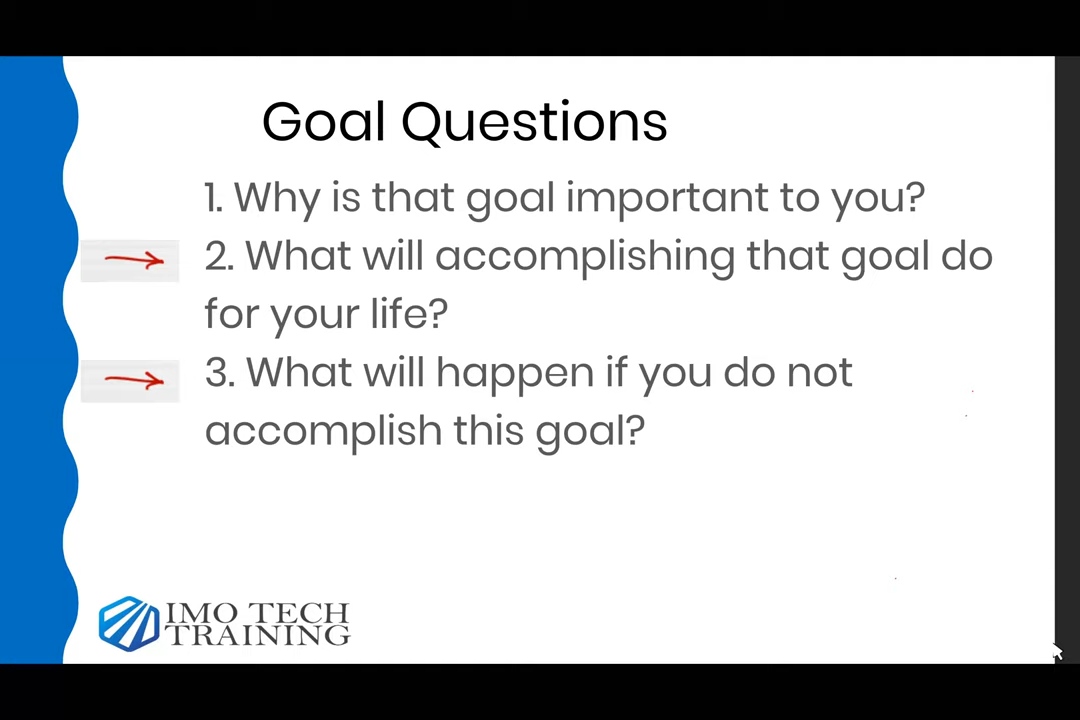 Goal Questions
1. Why is that goal important to you?
2. What will accomplishing that goal do
for your life?
3. What will happen if you do not
accomplish this goal?
IMO TECH
TRAINING